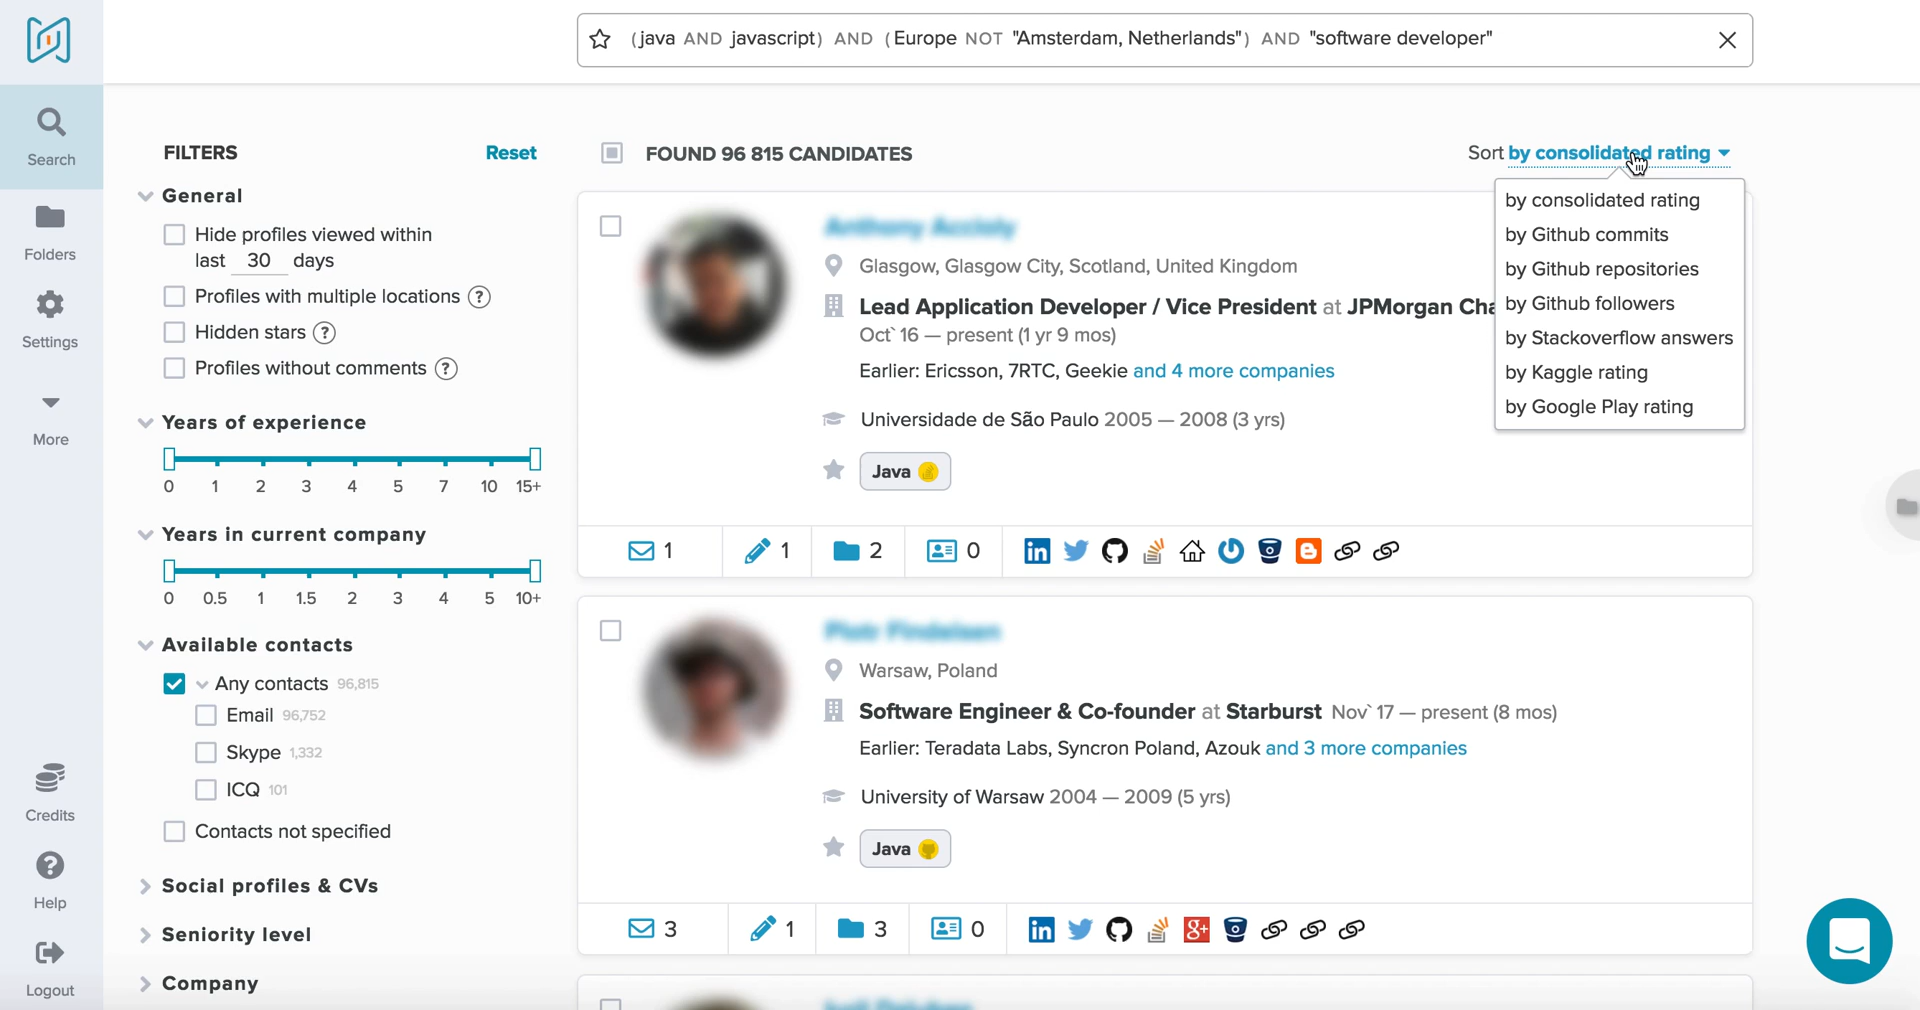 (java AND javascript) AND (Europe NOT "Amsterdam, Netherlands") AND "software developer"
Search
Folders
Settings
More
Credits
Help
Logout
FILTERS Reset
General
Hide profiles viewed within
last 30 days
Profiles with multiple locations ?
Hidden stars ?
Profiles without comments ?
Years of experience
0 1 2 3 4 5 7 10 15+
Years in current company
0 0.5 1 1.5 2 3 4 5 10+
Available contacts
Any contacts 96,815
Email 96,752
Skype 1,332
ICQ 101
Contacts not specified
Social profiles & CVs
Seniority level
Company
FOUND 96 815 CANDIDATES
Sort by consolidated rating
by consolidated rating
by Github commits
by Github repositories
by Github followers
by Stackoverflow answers
by Kaggle rating
by Google Play rating
Glasgow, Glasgow City, Scotland, United Kingdom
Lead Application Developer / Vice President at JPMorgan Cha
Oct` 16 — present (1 yr 9 mos)
Earlier: Ericsson, 7RTC, Geekie and 4 more companies
Universidade de São Paulo 2005 — 2008 (3 yrs)
Java
1 1 2 0 in
Warsaw, Poland
Software Engineer & Co-founder at Starburst Nov` 17 — present (8 mos)
Earlier: Teradata Labs, Syncron Poland, Azouk and 3 more companies
University of Warsaw 2004 — 2009 (5 yrs)
Java
3 1 3 0 in g+